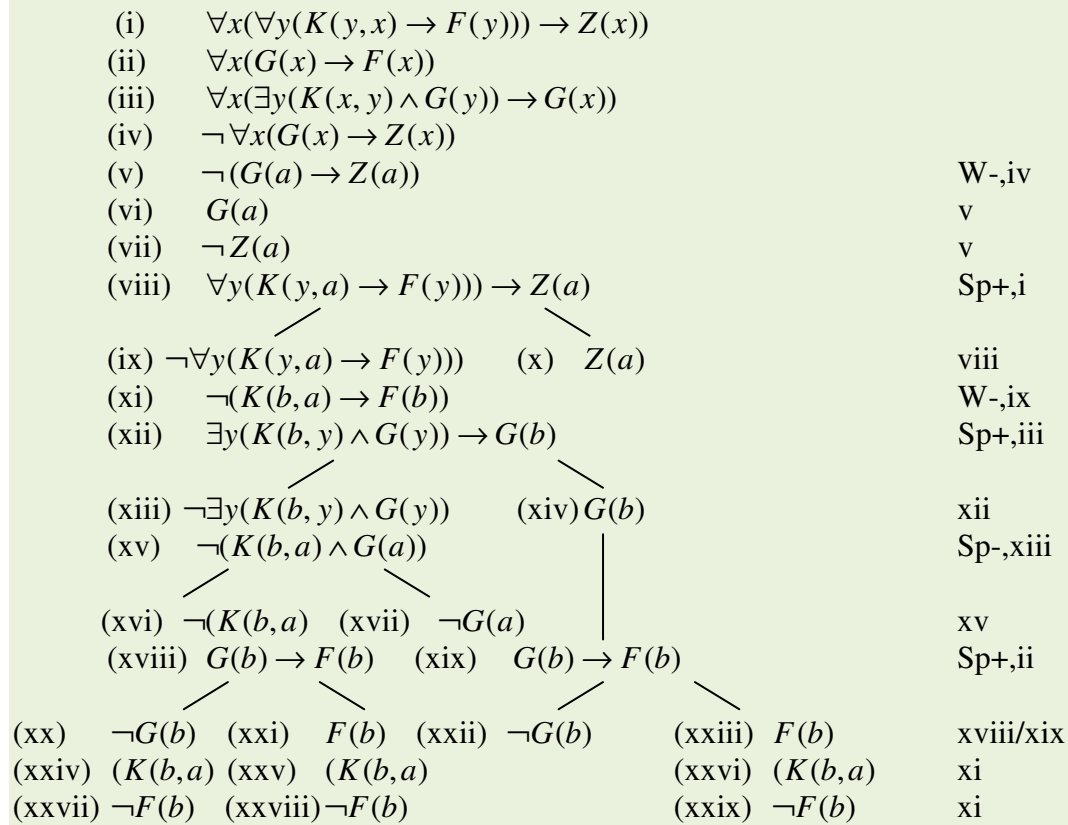 (i) ∀x(∀y(K(y,x) → F(y))) → Z(x))
(ii) ∀x(G(x) → F(x))
(iii) ∀x(∃y(K(x, y) ∧ G(y)) → G(x))
(iv) ¬ ∀x(G(x) → Z(x))
(v) ¬ (G(a) → Z(a)) W-,iv
(vi) G(a) v
(vii) ¬ Z(a) v
(viii) ∀y(K(y,a) → F(y))) → Z(a) Sp+,i
(ix) ¬∀y(K(y,a) → F(y))) (x) Z(a) viii
(xi) ¬(K(b,a) → F(b)) W-,ix
(xii) ∃y(K(b, y) ∧ G(y)) → G(b) Sp+,iii
(xiii) ¬∃y(K(b, y) ∧ G(y)) (xiv) G(b) xii
(xv) ¬(K(b,a) ∧ G(a)) Sp-,xiii
(xvi) ¬(K(b,a) (xvii) ¬G(a) xv
(xviii) G(b) → F(b) (xix) G(b) → F(b) Sp+,ii
(xx) ¬G(b) (xxi) F(b) (xxii) ¬G(b) (xxiii) F(b) xviii/xix
(xxiv) (K(b,a) (xxv) (K(b,a) (xxvi) (K(b,a) xi
(xxvii) ¬F(b) (xxviii) ¬F(b) (xxix) ¬F(b) xi